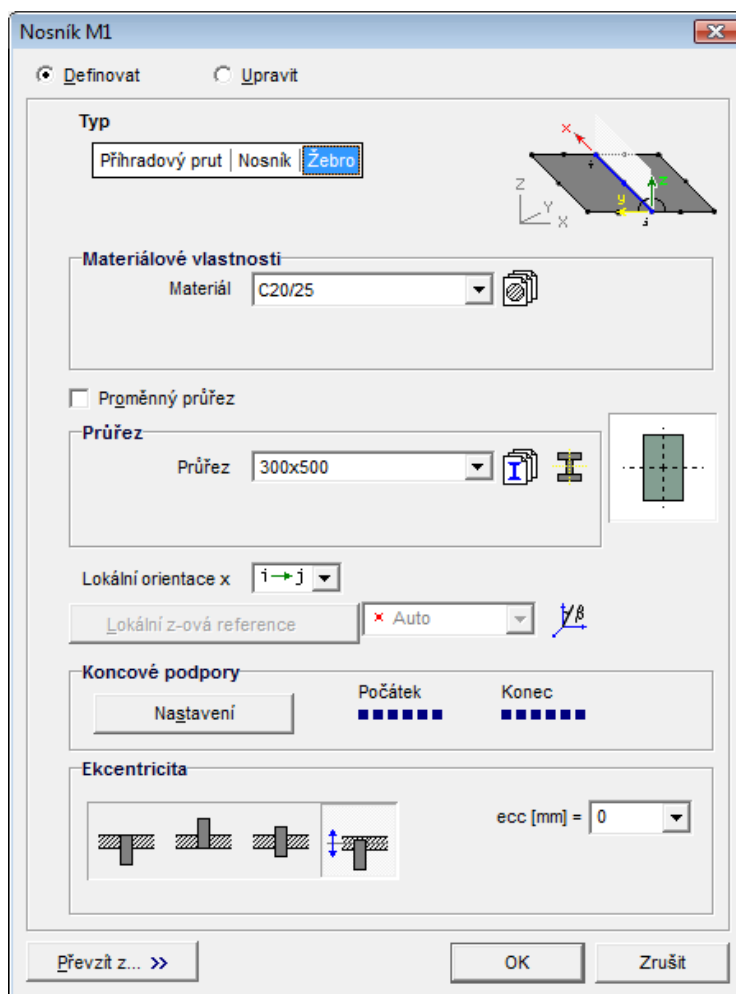 Nosník M1
Definovat Upravit
Typ
Příhradový prut Nosník Žebro
x
i
z
y
j
Z
Y
X
Materiálové vlastnosti
Materiál C20/25
Proměnný průřez
Průřez
Průřez 300x500
Lokální orientace x i→j
Lokální z-ová reference Auto β
Koncové podpory
Nastavení Počátek Konec
Ekcentricita
ecc [mm] = 0
Převzít z... >> OK Zrušit